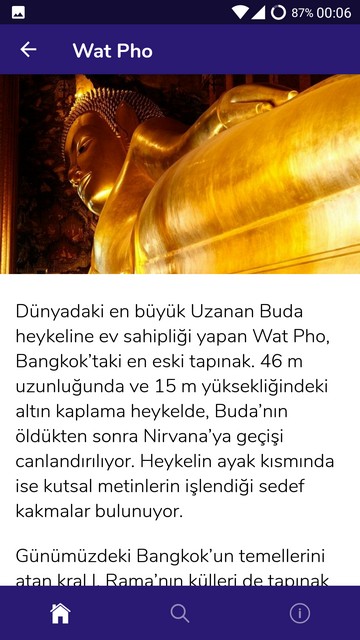 87% 00:06
Wat Pho
Dünyadaki en büyük Uzanan Buda
heykeline ev sahipliği yapan Wat Pho,
Bangkok'taki en eski tapınak. 46 m
uzunluğunda ve 15 m yüksekliğindeki
altın kaplama heykelde, Buda'nın
öldükten sonra Nirvana'ya geçişi
canlandırılıyor. Heykelin ayak kısmında
ise kutsal metinlerin işlendiği sedef
kakmalar bulunuyor.
Günümüzdeki Bangkok'un temellerini
atan kral I. Rama'nın külleri de tapınak